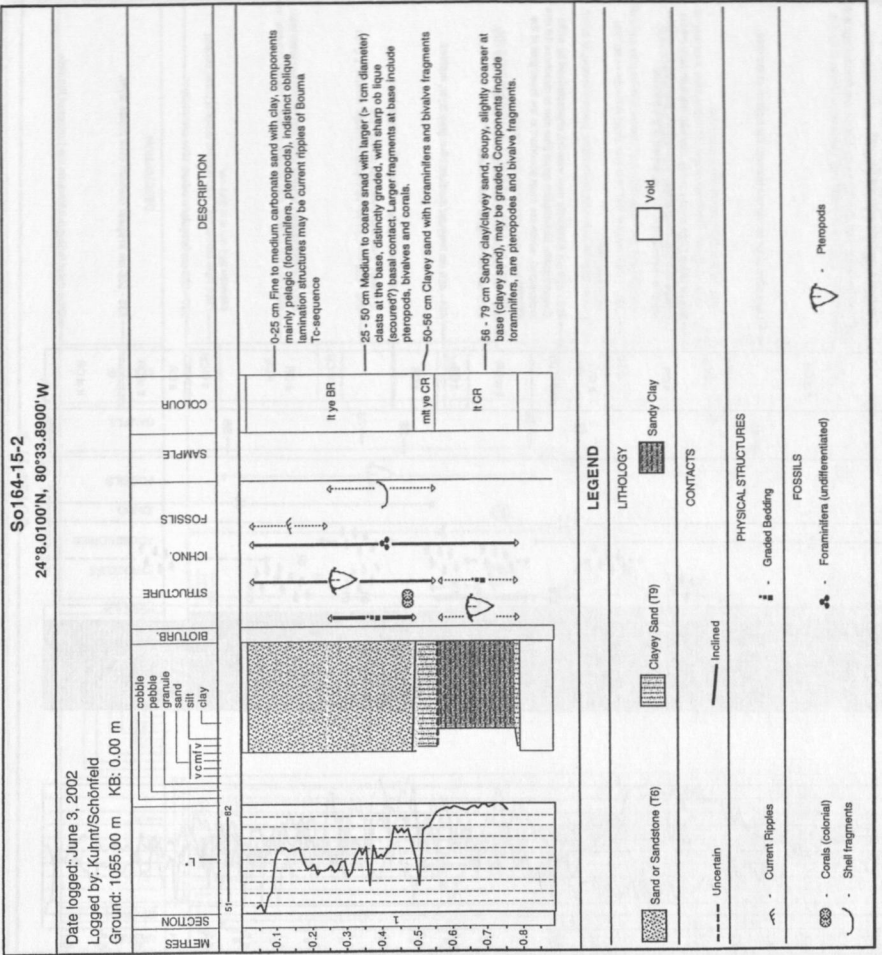 So164-15-2
24°8.0100'N, 80°33.8900'W
Date logged: June 3, 2002
Logged by: Kuhnt/Schönfeld
Ground: 1055.00 m KB: 0.00 m
cobble
pebble
granule
sand
silt
clay
v c m f v
METRES
SECTION
51
L*
82
BIOTURB.
STRUCTURE
ICHNO.
FOSSILS
SAMPLE
COLOUR
DESCRIPTION
-0.1
-0.2
-0.3
-0.4
-0.5
-0.6
-0.7
-0.8
1
lt ye BR
mlt ye CR
lt CR
0-25 cm Fine to medium carbonate sand with clay, components
mainly pelagic (foraminifers, pteropods), indistinct oblique
lamination structures may be current ripples of Bouma
Tc-sequence
25 - 50 cm Medium to coarse snad with larger (> 1cm diameter)
clasts at the base, distinctly graded, with sharp ob lique
(scoured?) basal contact. Larger fragments at base include
pteropods, bivalves and corals.
50-56 cm Clayey sand with foraminifers and bivalve fragments
56 - 79 cm Sandy clay/clayey sand, soupy, slightly coarser at
base (clayey sand), may be graded. Components include
foraminifers, rare pteropodes and bivalve fragments.
LEGEND
LITHOLOGY
Sand or Sandstone (T6)
Clayey Sand (T9)
Sandy Clay
Void
CONTACTS
Uncertain
Inclined
PHYSICAL STRUCTURES
- Current Ripples
- Graded Bedding
FOSSILS
- Corals (colonial)
- Foraminifera (undifferentiated)
- Pteropods
- Shell fragments